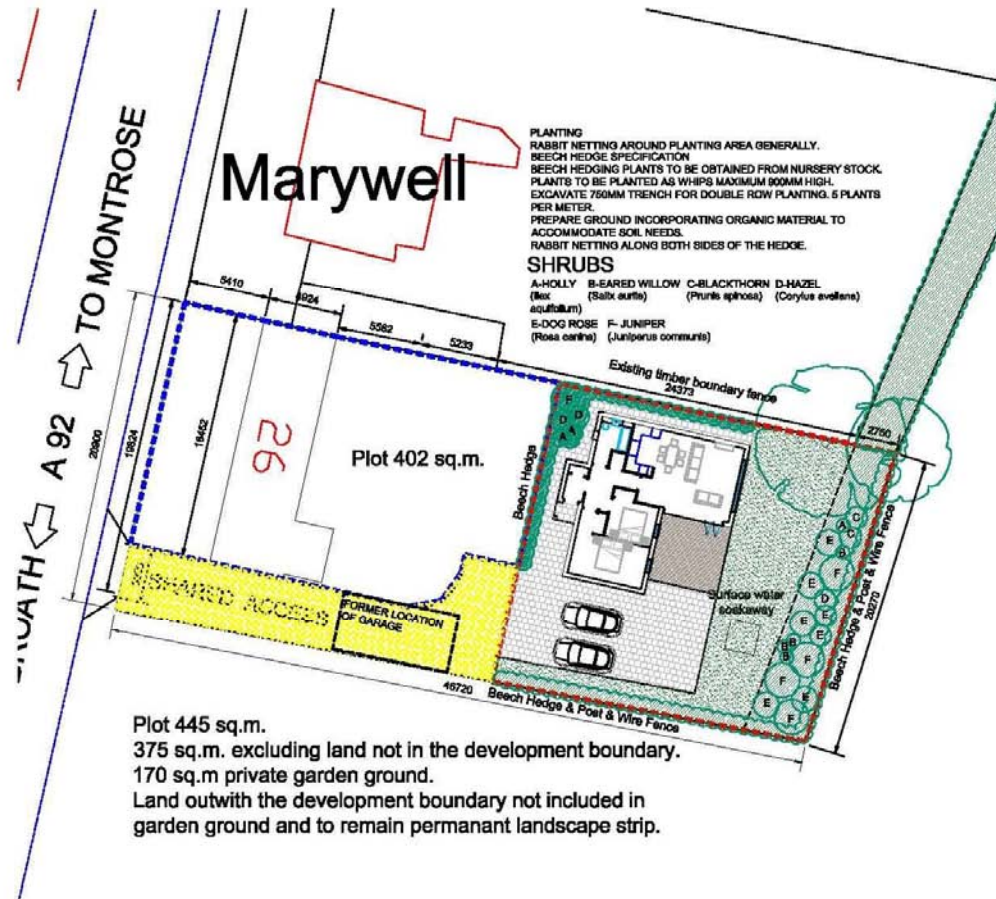 PLANTING
RABBIT NETTING AROUND PLANTING AREA GENERALLY.
BEECH HEDGE SPECIFICATION
BEECH HEDGING PLANTS TO BE OBTAINED FROM NURSERY STOCK.
PLANTS TO BE PLANTED AS WHIPS MAXIMUM 900MM HIGH.
EXCAVATE 750MM TRENCH FOR DOUBLE ROW PLANTING. 5 PLANTS
PER METER.
PREPARE GROUND INCORPORATING ORGANIC MATERIAL TO
ACCOMMODATE SOIL NEEDS.
RABBIT NETTING ALONG BOTH SIDES OF THE HEDGE.
SHRUBS
A-HOLLY B-EARED WILLOW C-BLACKTHORN D-HAZEL
(Ilex (Salix aurita) (Prunis spinosa) (Corylus avellana)
aquifolium)
E-DOG ROSE F- JUNIPER
(Rosa canina) (Juniperus communis)
Marywell
A 92
TO MONTROSE
ROATH
5410
4924
5582
5233
Existing timber boundary fence
24373
2750
20900
19824
16452
26
Plot 402 sq.m.
Beech Hedge
F
D
D
A
A
SHARED ACCESS
FORMER LOCATION
OF GARAGE
Surface water
soakaway
A
C
C
E
B
F
E
D
E
E
E
B
B
F
F
E
E
F
Beech Hedge & Post & Wire Fence
20270
46720
Beech Hedge & Post & Wire Fence
Plot 445 sq.m.
375 sq.m. excluding land not in the development boundary.
170 sq.m private garden ground.
Land outwith the development boundary not included in
garden ground and to remain permanant landscape strip.